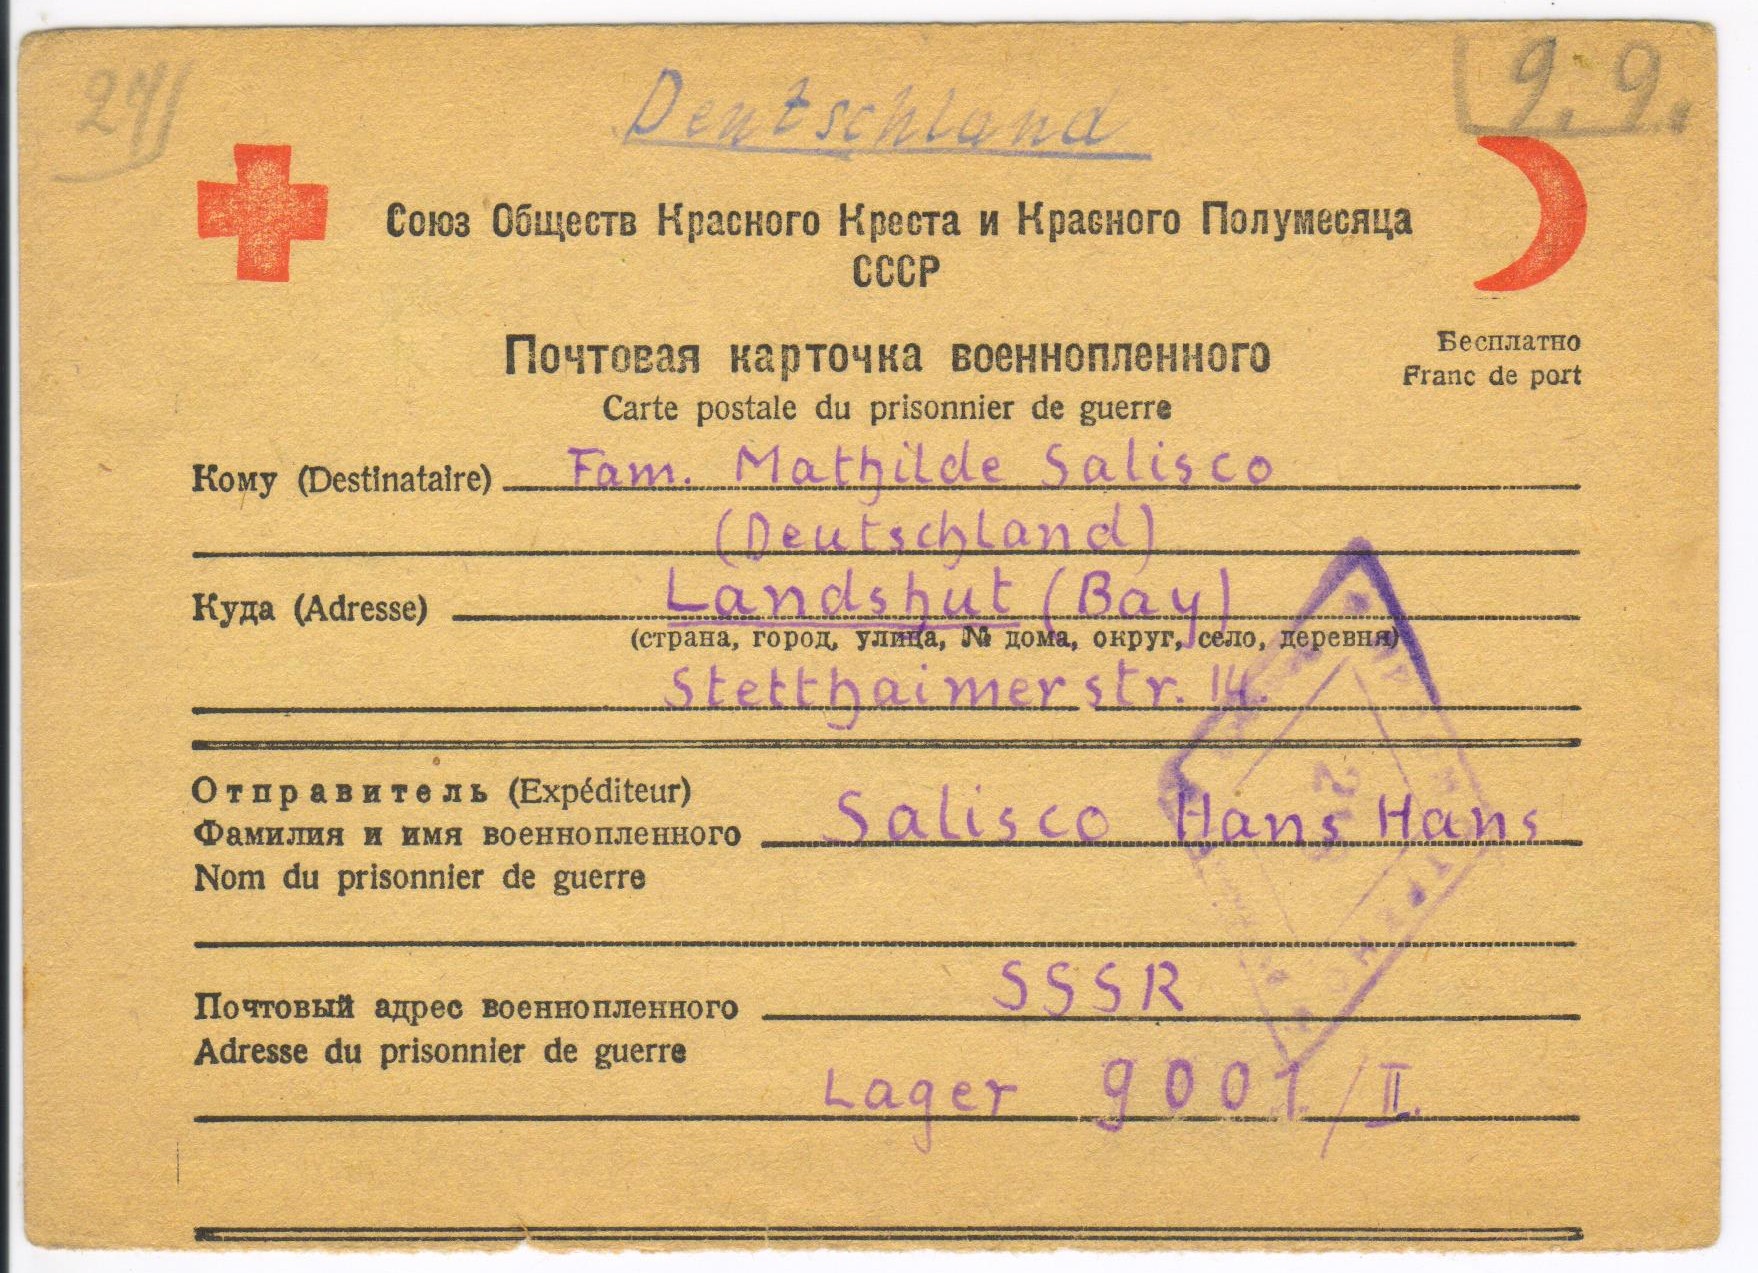 27/
Deutschland
9.9.
Союз Обществ Красного Креста и Красного Полумесяца
СССР
Почтовая карточка военнопленного
Бесплатно
Carte postale du prisonnier de guerre
Franc de port
Кому (Destinataire) Fam. Mathilde Salisco
(Deutschland)
Куда (Adresse) Landshut (Bay)
(страна, город, улица, № дома, округ, село, деревня)
Stetthaimerstr. 14.
Отправитель (Expéditeur)
Фамилия и имя военнопленного Salisco Hans Hans
Nom du prisonnier de guerre
SSSR
Почтовый адрес военнопленного
Adresse du prisonnier de guerre
Lager 9001/II.